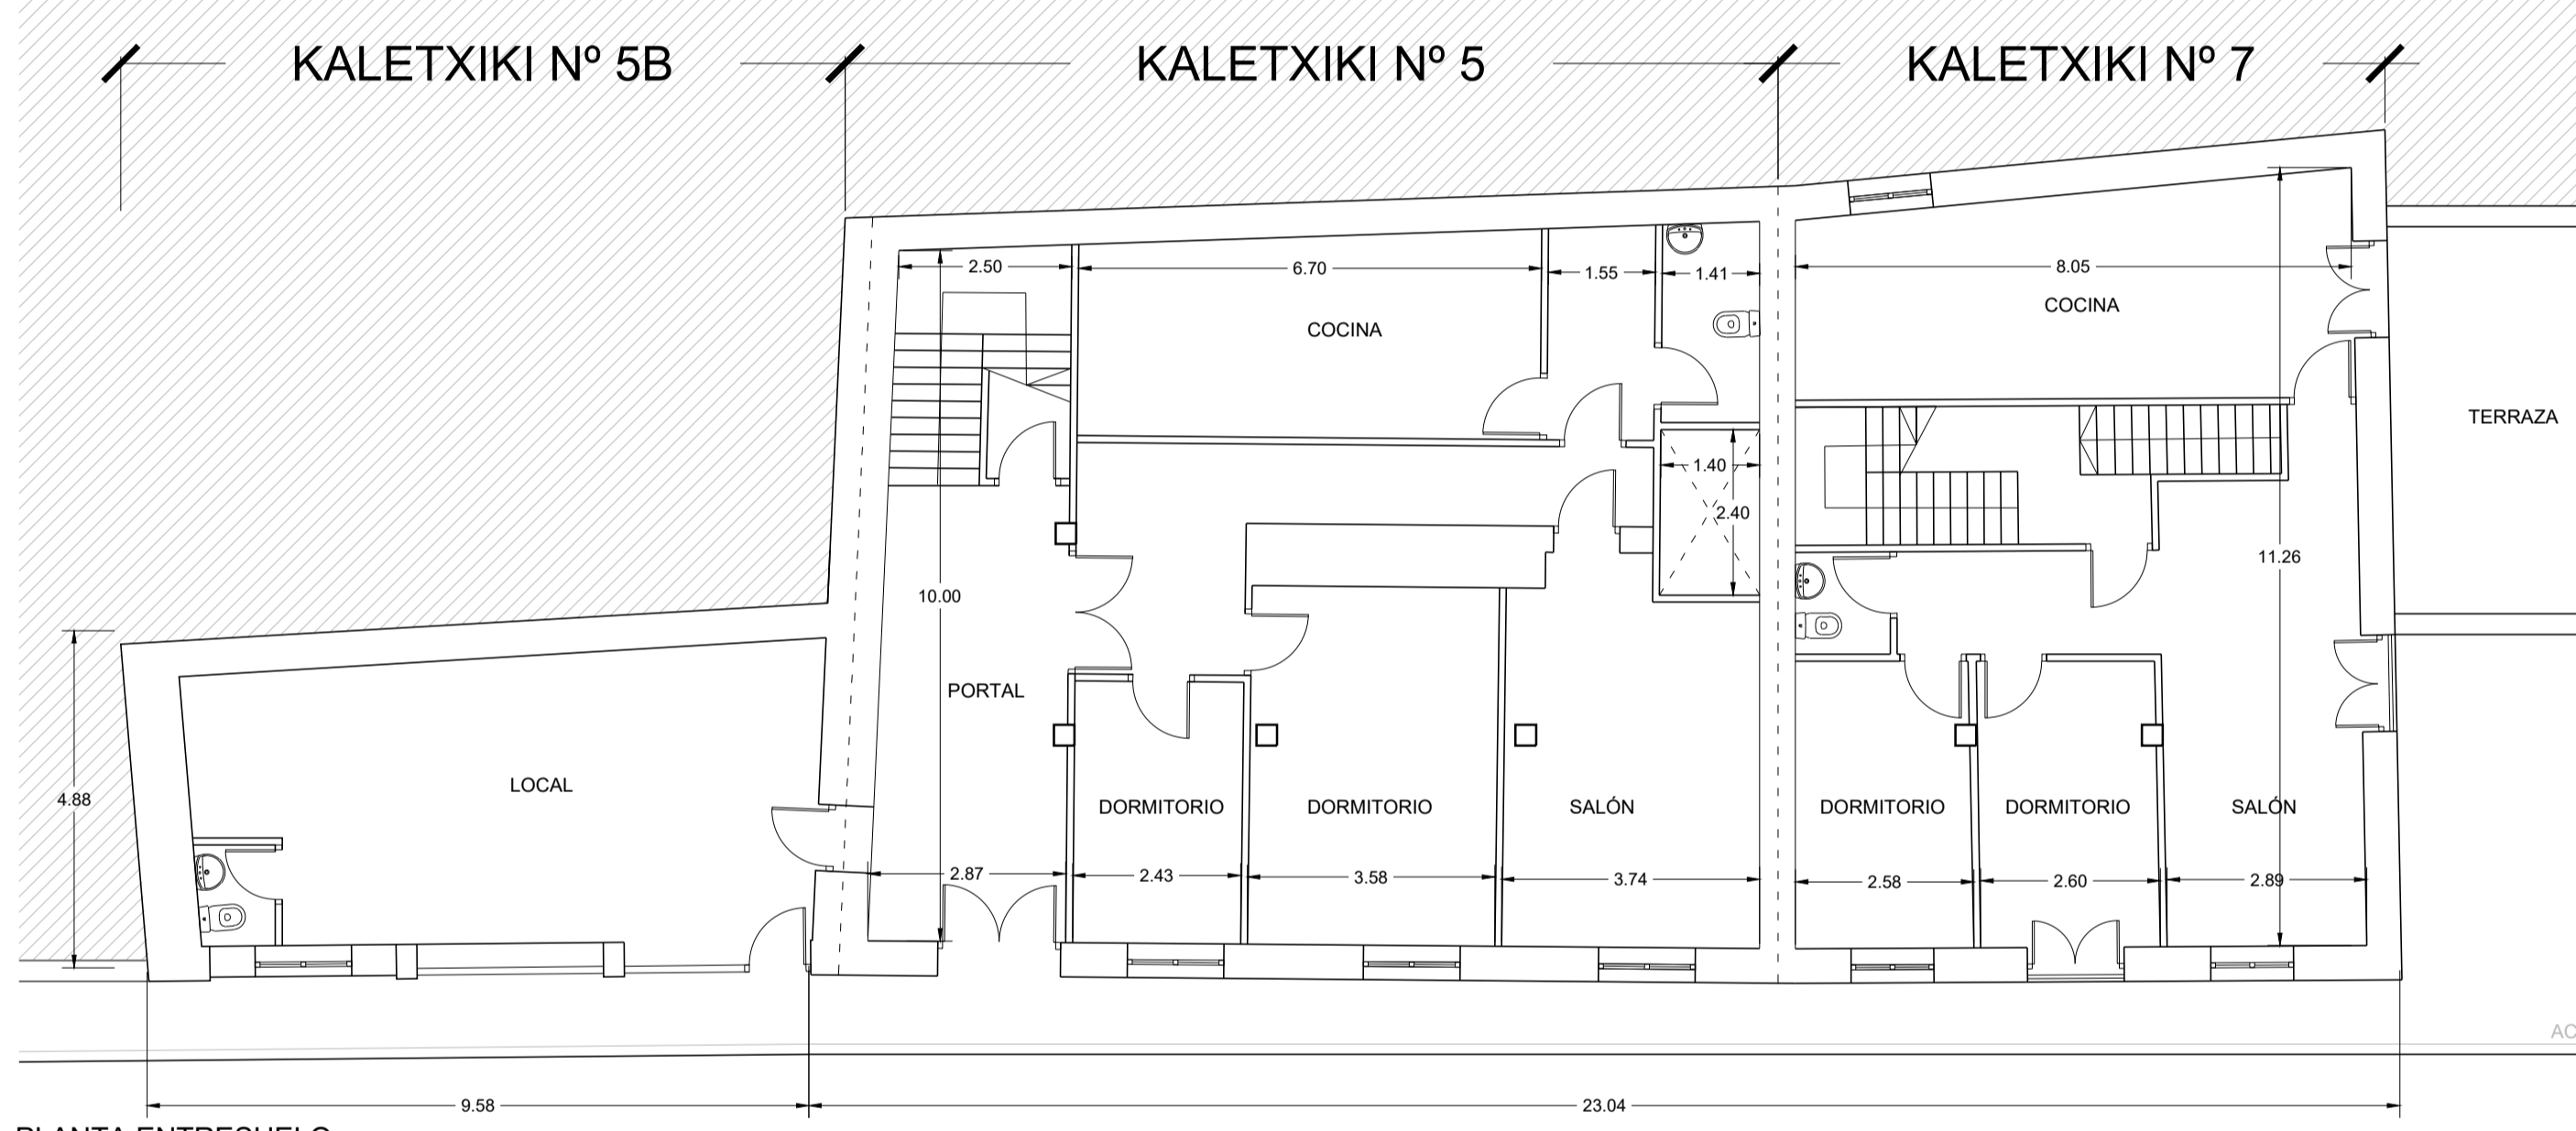 KALETXIKI Nº 5B
KALETXIKI Nº 5
KALETXIKI Nº 7
2.50
6.70
1.55
1.41
8.05
COCINA
COCINA
TERRAZA
1.40
2.40
11.26
10.00
PORTAL
LOCAL
4.88
DORMITORIO
DORMITORIO
SALÓN
DORMITORIO
DORMITORIO
SALÓN
2.87
2.43
3.58
3.74
2.58
2.60
2.89
AC
9.58
23.04
PLANTA ENTRESUELO